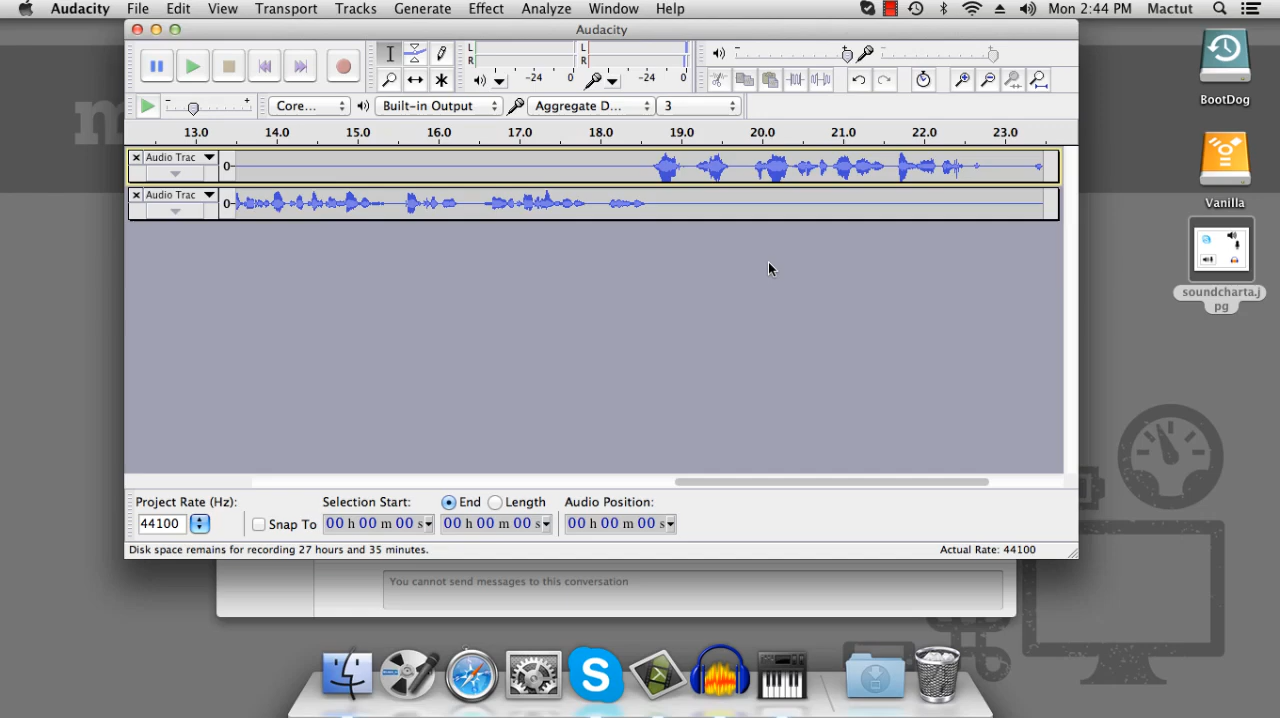 Audacity File Edit View Transport Tracks Generate Effect Analyze Window Help Mon 2:44 PM Mactut
Audacity
L R -24 0 L R -24 0
Core... Built-in Output Aggregate D... 3
13.0 14.0 15.0 16.0 17.0 18.0 19.0 20.0 21.0 22.0 23.0
Audio Trac 0
Audio Trac 0-
BootDog
Vanilla
soundcharta.j
pg
Project Rate (Hz): Selection Start: End Length Audio Position:
44100 Snap To 00 h 00 m 00 s 00 h 00 m 00 s 00 h 00 m 00 s
Disk space remains for recording 27 hours and 35 minutes. Actual Rate: 44100
You cannot send messages to this conversation